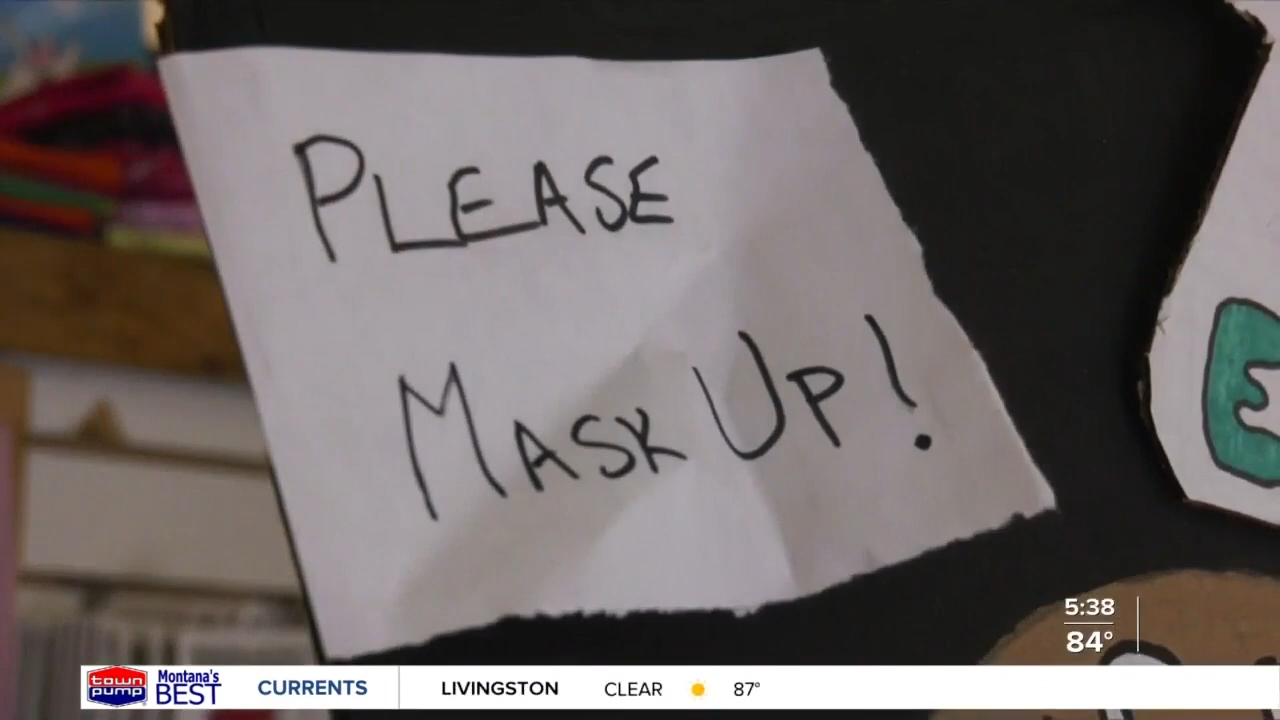 PLEASE
MASK UP!
5:38
84°
town pump Montana's BEST CURRENTS LIVINGSTON CLEAR 87°